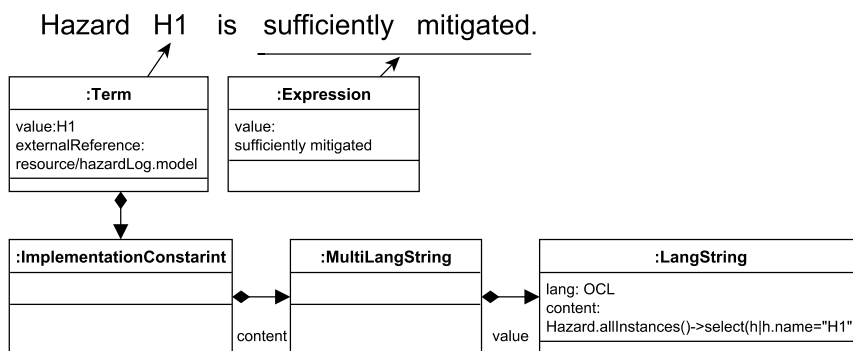 Hazard H1 is sufficiently mitigated.
:Term
value:H1
externalReference:
resource/hazardLog.model
:Expression
value:
sufficiently mitigated
:ImplementationConstarint
:MultiLangString
:LangString
lang: OCL
content:
Hazard.allInstances()->select(h|h.name="H1"
content
value